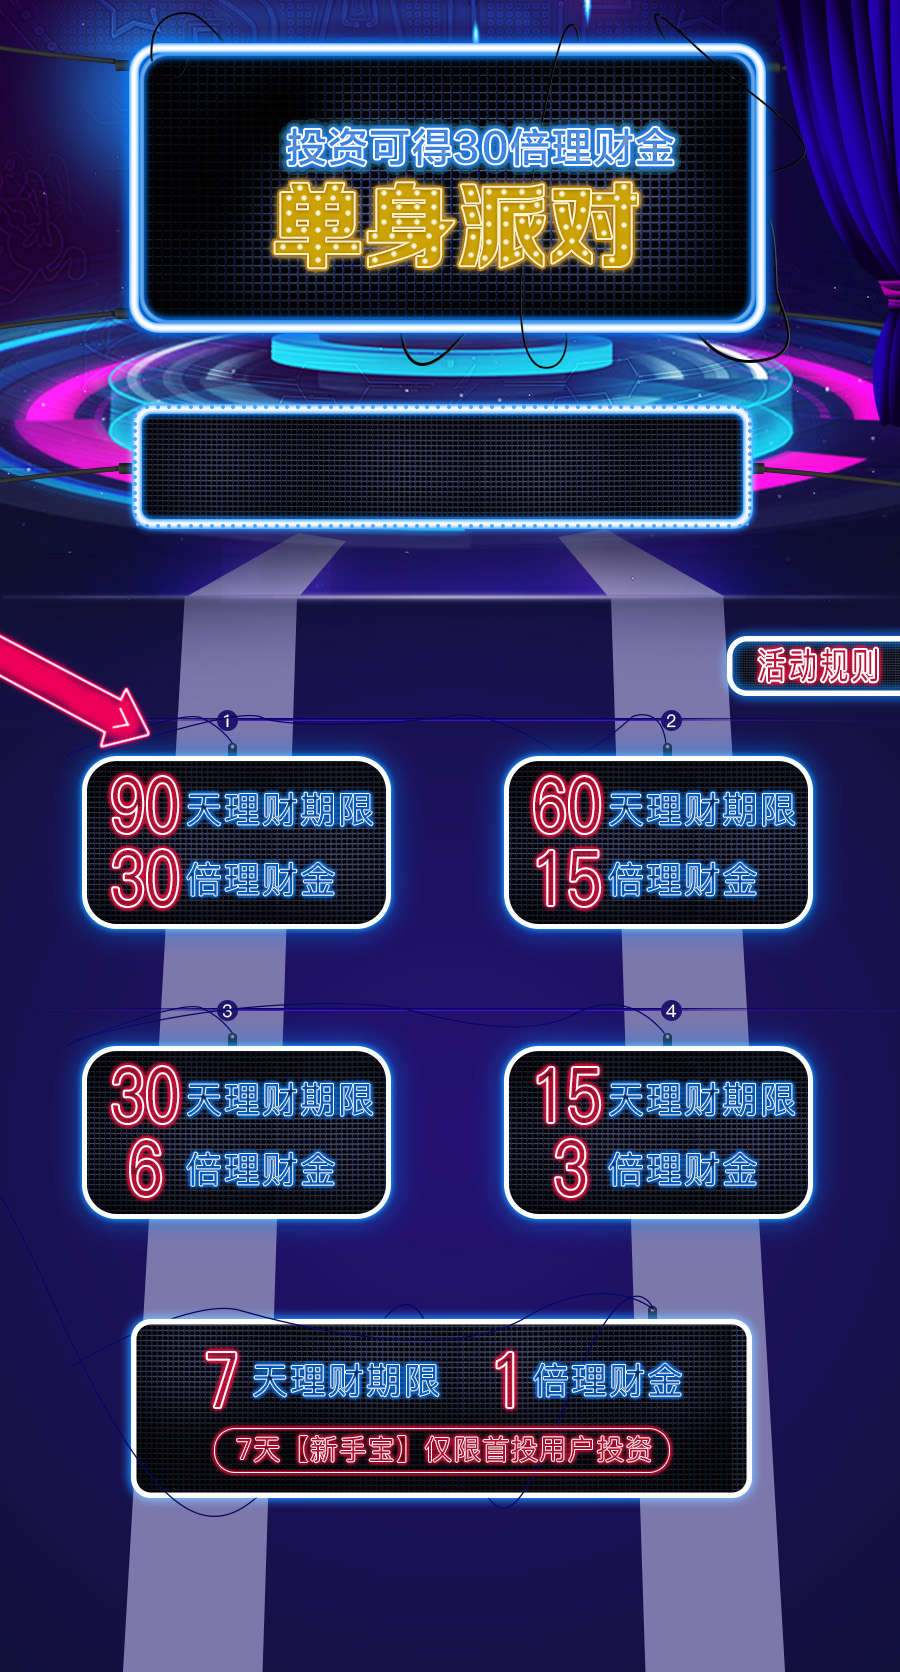 投资可得30倍理财金
单身派对
活动规则
1
90天理财期限
30倍理财金
2
60天理财期限
15倍理财金
3
30天理财期限
6倍理财金
4
15天理财期限
3倍理财金
7天理财期限 1倍理财金
7天【新手宝】仅限首投用户投资